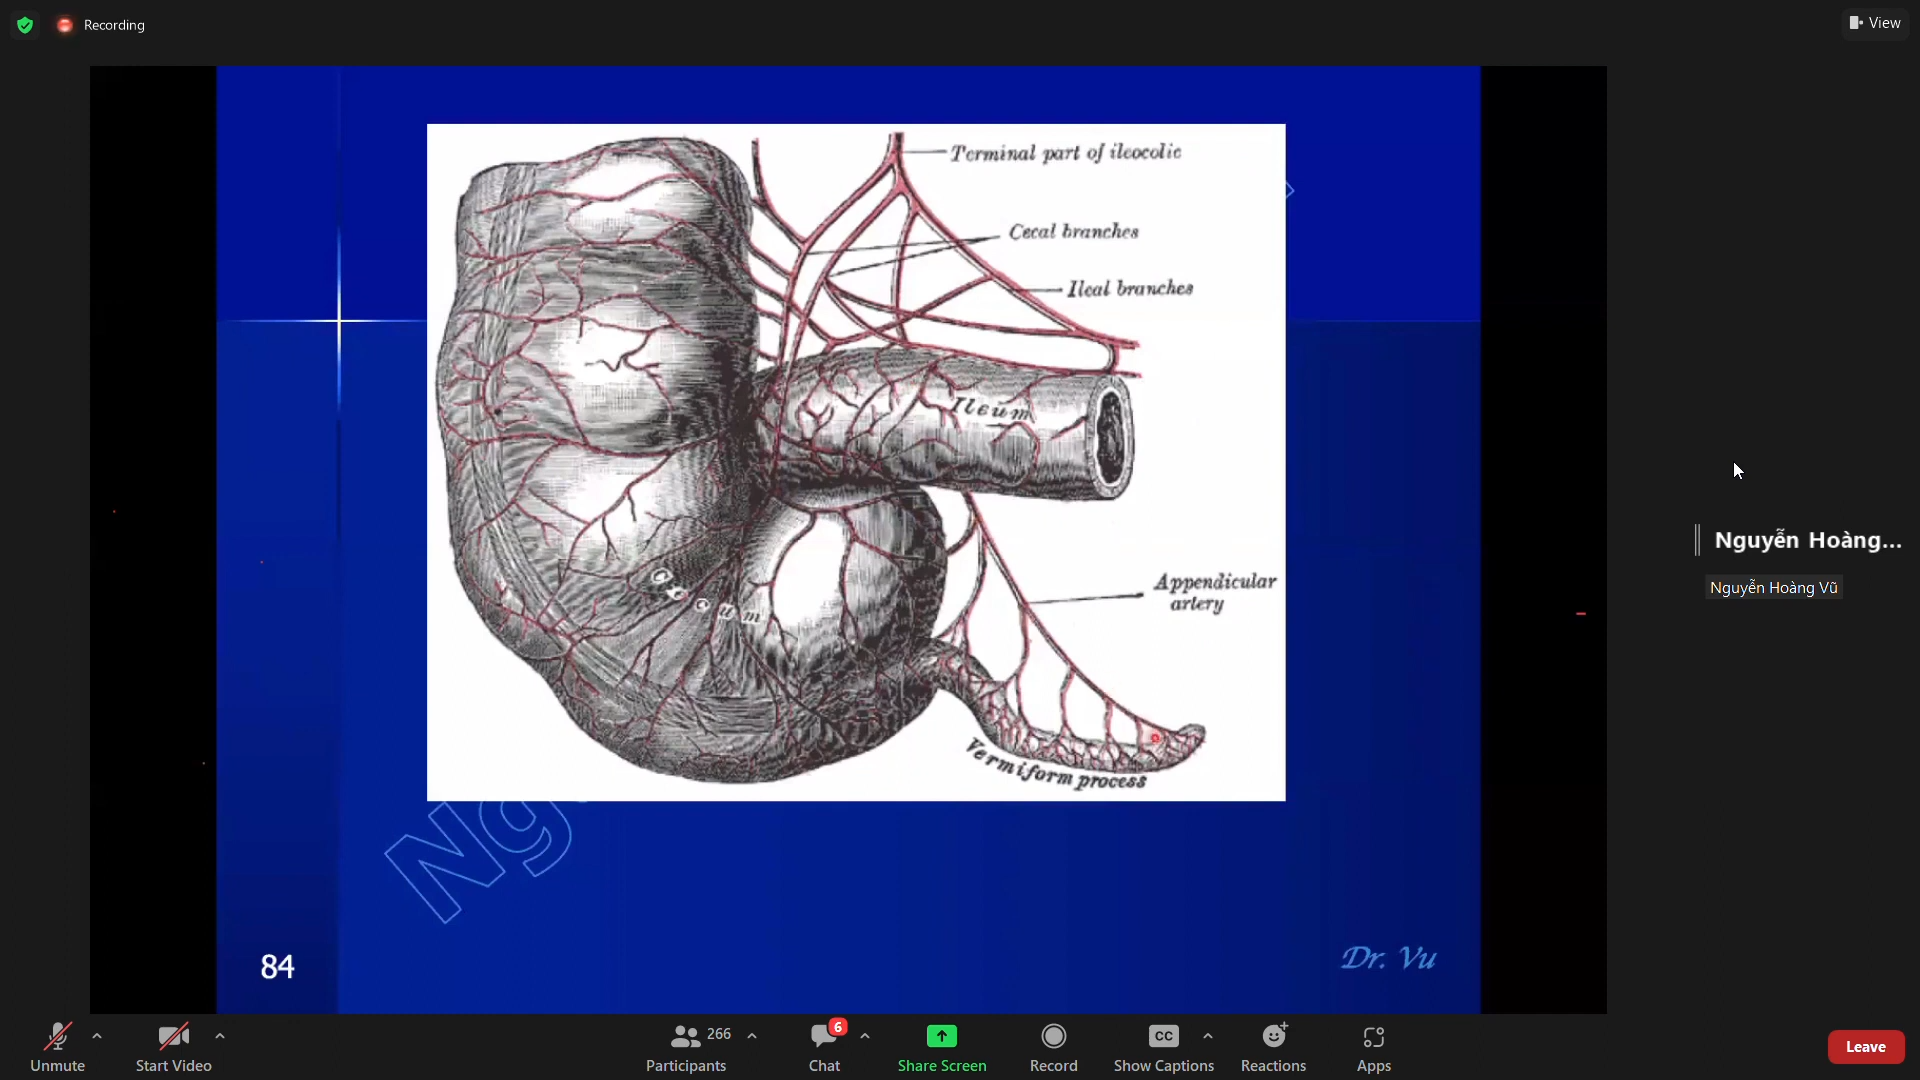 Recording
View
Terminal part of ileocolic
Cecal branches
Ileal branches
Ileum
Cecum
Appendicular
artery
Vermiform process
Nguyễn Hoàng...
Nguyễn Hoàng Vũ
Ng
84
Dr. Vu
Unmute
Start Video
266
Participants
6
Chat
Share Screen
Record
CC
Show Captions
Reactions
Apps
Leave